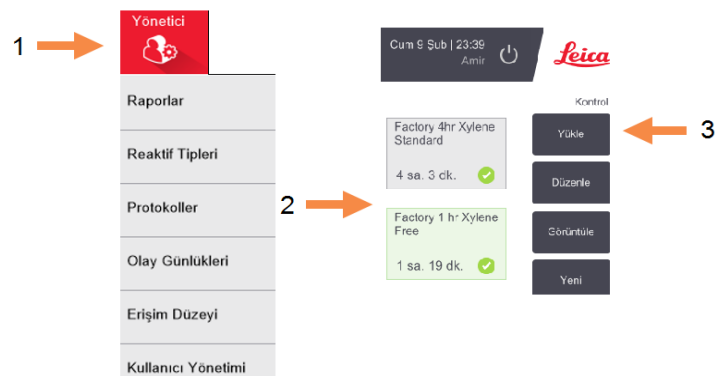 Yönetici
1
Raporlar
Reaktif Tipleri
Protokoller
Olay Günlükleri
Erişim Düzeyi
Kullanıcı Yönetimi
Cum 9 Şub | 23:39
Amir
Leica
Kontrol
2
Factory 4hr Xylene
Standard
4 sa. 3 dk.
Factory 1 hr Xylene
Free
1 sa. 19 dk.
Yükle
3
Düzenle
Görüntüle
Yeni